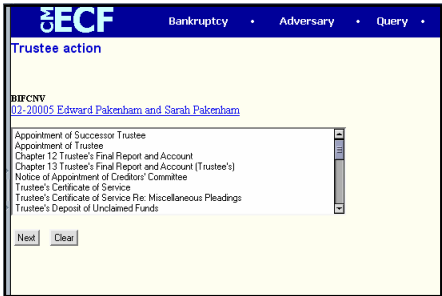 CM ECF Bankruptcy • Adversary • Query •
Trustee action
BIFCNV
02-20005 Edward Pakenham and Sarah Pakenham
Appointment of Successor Trustee
Appointment of Trustee
Chapter 12 Trustee's Final Report and Account
Chapter 13 Trustee's Final Report and Account (Trustee's)
Notice of Appointment of Creditors' Committee
Trustee's Certificate of Service
Trustee's Certificate of Service Re: Miscellaneous Pleadings
Trustee's Deposit of Unclaimed Funds
Next Clear